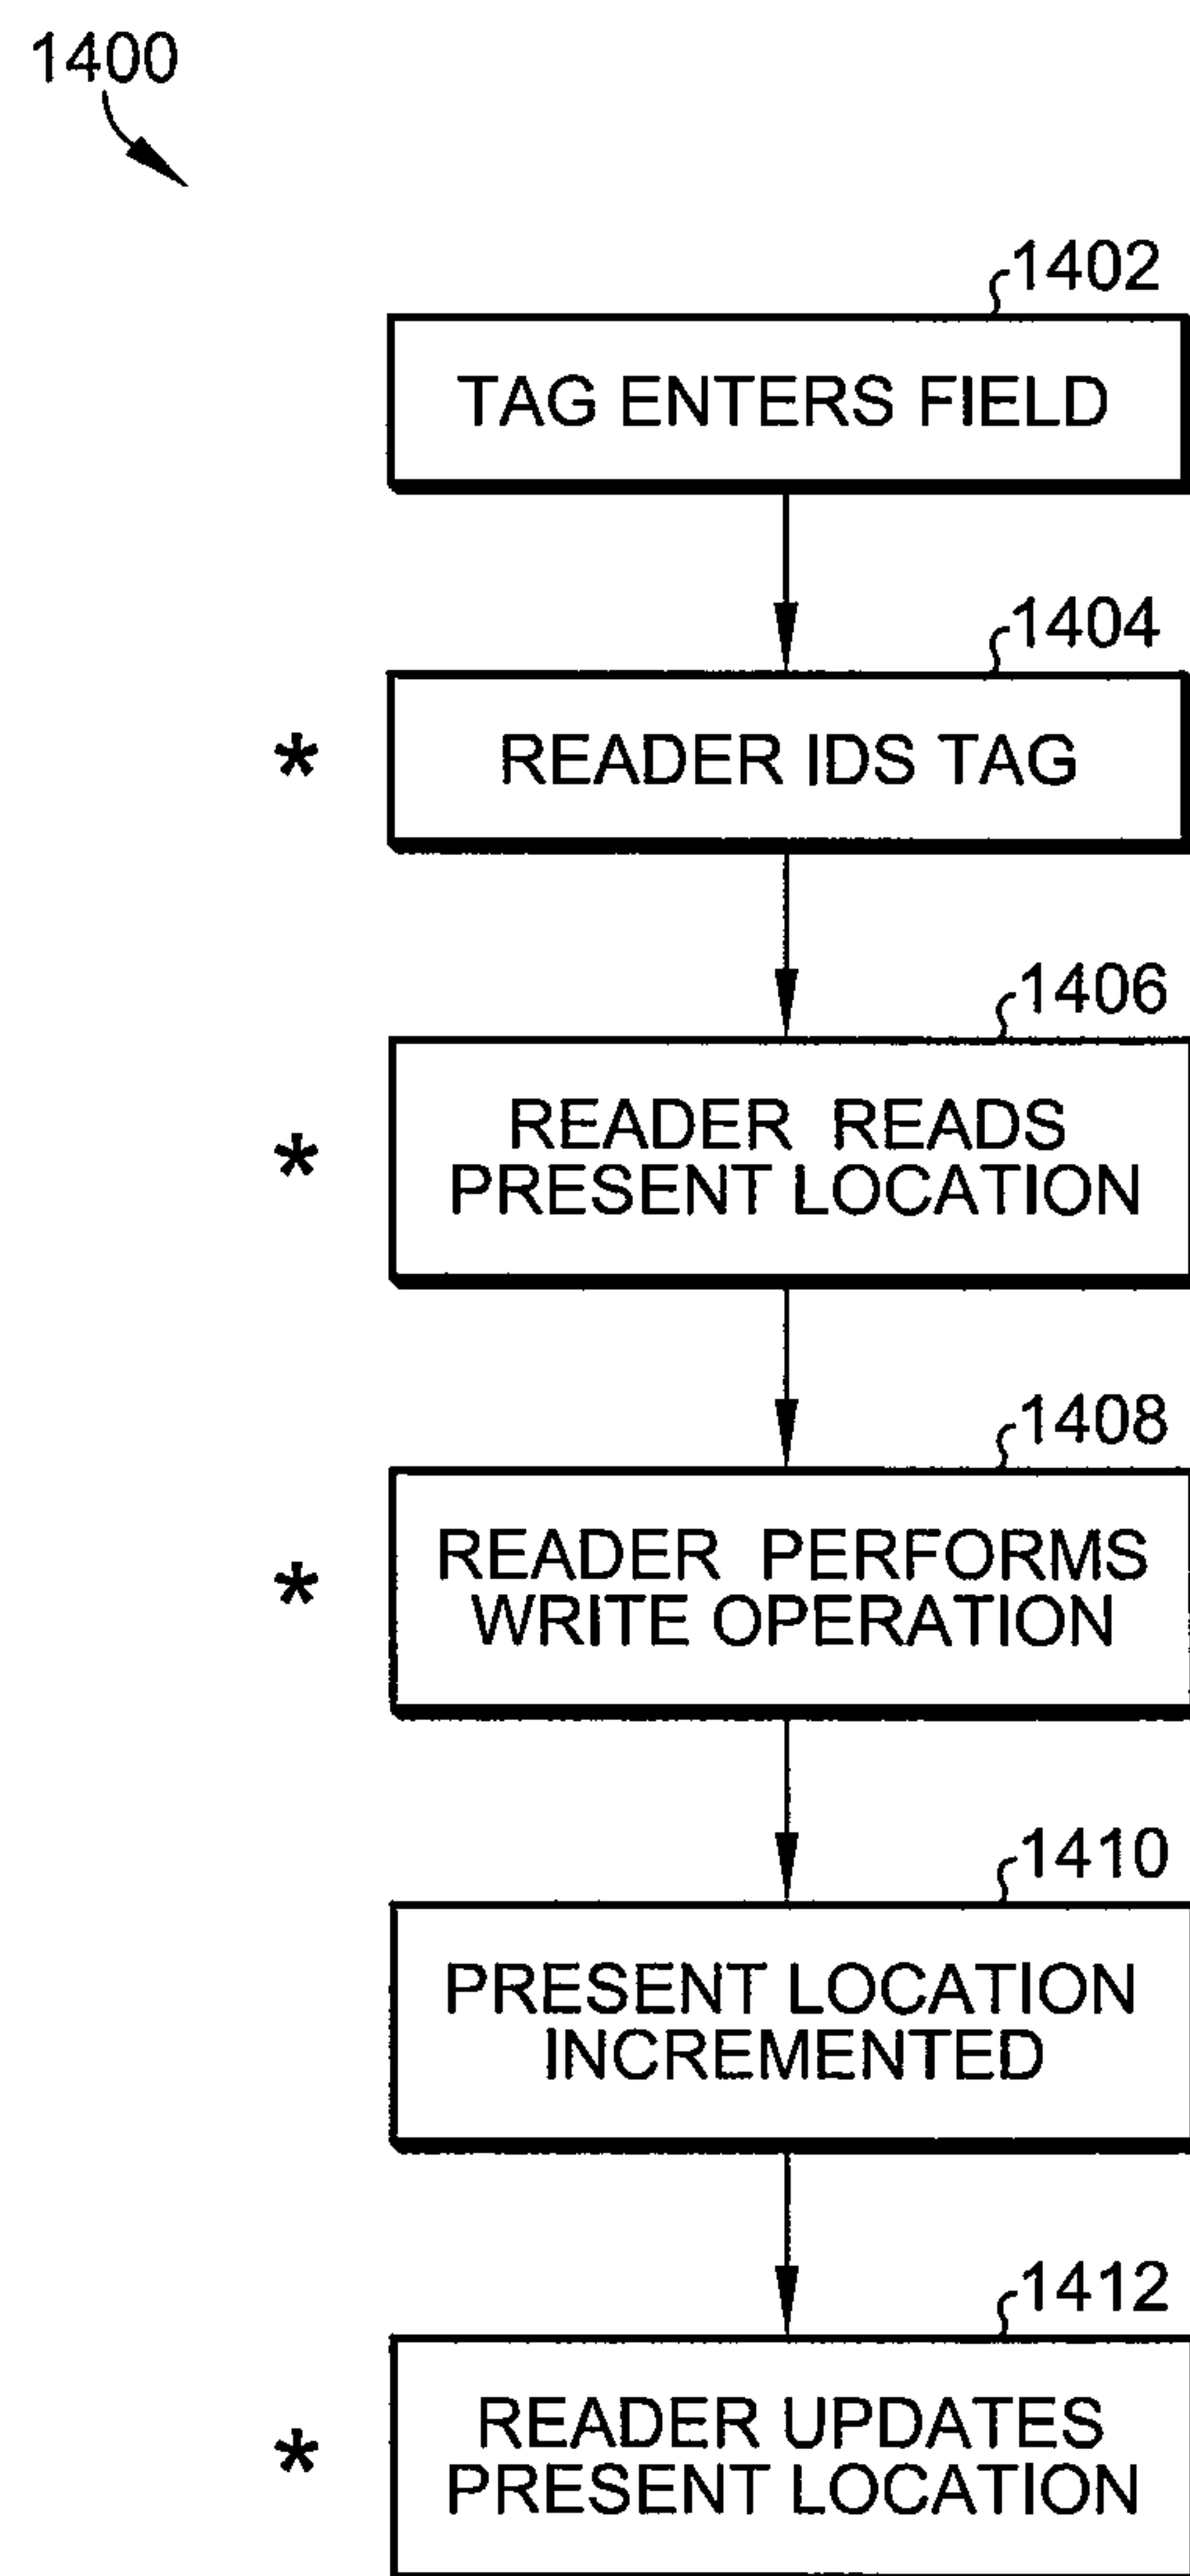 1400
1402
TAG ENTERS FIELD
1404
* READER IDS TAG
1406
READER READS
* PRESENT LOCATION
1408
READER PERFORMS
* WRITE OPERATION
1410
PRESENT LOCATION
INCREMENTED
1412
READER UPDATES
* PRESENT LOCATION